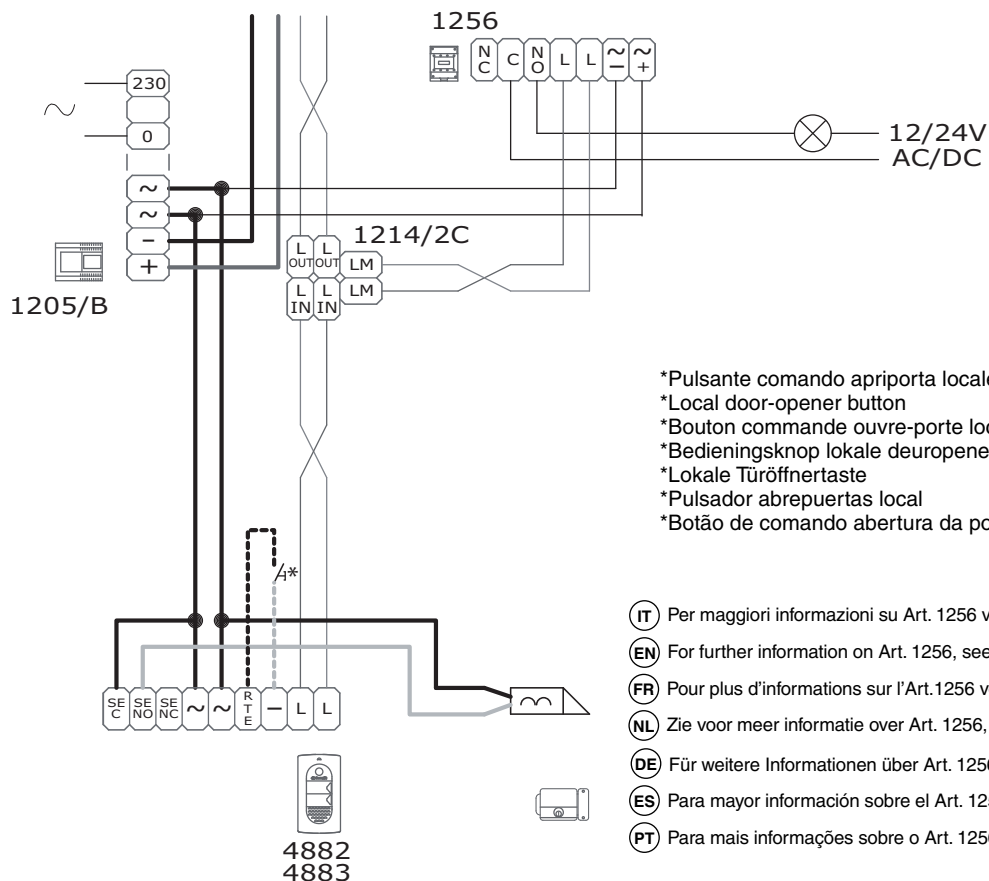 1256
NC C NO L L ~− ~+
230
0
12/24V
AC/DC
~
~
−
+
1214/2C
L OUT L OUT LM
L IN L IN LM
1205/B
*Pulsante comando apriporta locale
*Local door-opener button
*Bouton commande ouvre-porte loc
*Bedieningsknop lokale deuropene
*Lokale Türöffnertaste
*Pulsador abrepuertas local
*Botão de comando abertura da po
*
IT Per maggiori informazioni su Art. 1256 v
EN For further information on Art. 1256, see
FR Pour plus d'informations sur l'Art.1256 v
NL Zie voor meer informatie over Art. 1256,
DE Für weitere Informationen über Art. 1256
ES Para mayor información sobre el Art. 125
PT Para mais informações sobre o Art. 1256
SE C SE NO SE NC ~ ~ RTE − L L
4882
4883